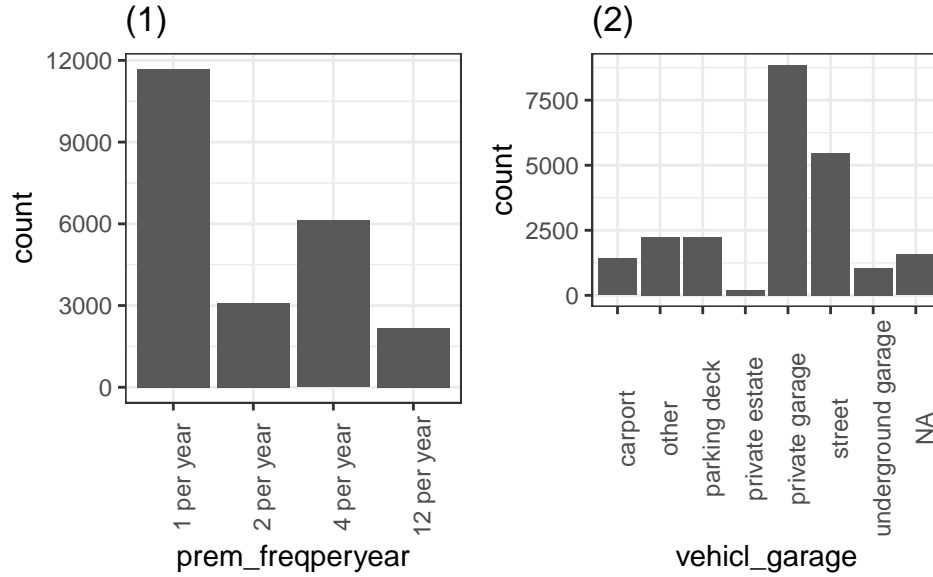 (1)
12000
9000
6000
3000
0
count
1 per year
2 per year
4 per year
12 per year
prem_freqperyear
(2)
7500
5000
2500
0
count
carport
other
parking deck
private estate
private garage
street
underground garage
NA
vehicl_garage